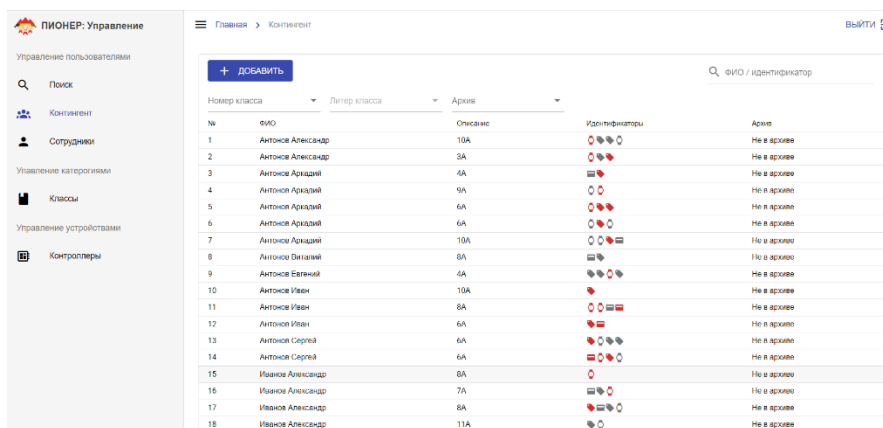 ПИОНЕР: Управление
Главная > Контингент
ВЫЙТИ
Управление пользователями
Поиск
Контингент
Сотрудники
Упавление катерогиями
Классы
Управление устройствами
Контроллеры
+ ДОБАВИТЬ
ФИО / идентификатор
Номер класса Литер класса Архив
№ ФИО Описание Идентификаторы Архив
1 Антонов Александр 10А Не в архиве
2 Антонов Александр 3А Не в архиве
3 Антонов Аркадий 4А Не в архиве
4 Антонов Аркадий 9А Не в архиве
5 Антонов Аркадий 6А Не в архиве
6 Антонов Аркадий 6А Не в архиве
7 Антонов Аркадий 10А Не в архиве
8 Антонов Виталий 8А Не в архиве
9 Антонов Евгений 4А Не в архиве
10 Антонов Иван 10А Не в архиве
11 Антонов Иван 8А Не в архиве
12 Антонов Иван 6А Не в архиве
13 Антонов Сергей 6А Не в архиве
14 Антонов Сергей 6А Не в архиве
15 Иванов Александр 8А Не в архиве
16 Иванов Александр 7А Не в архиве
17 Иванов Александр 8А Не в архиве
18 Иванов Александр 11А Не в архиве